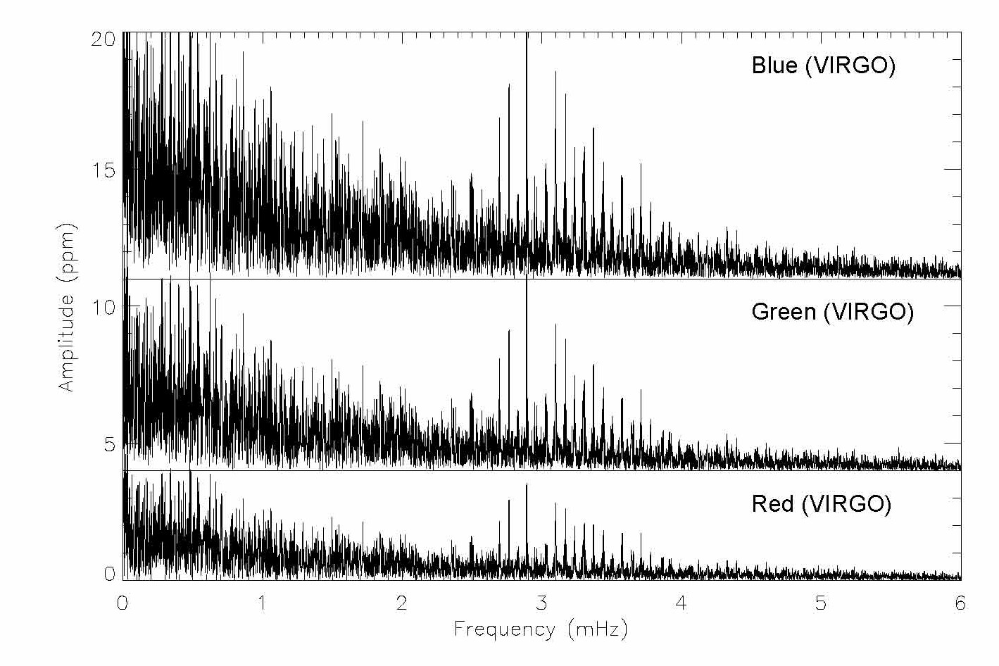 20
Blue (VIRGO)
15
10
Green (VIRGO)
5
Red (VIRGO)
0
Amplitude (ppm)
0 1 2 3 4 5 6
Frequency (mHz)